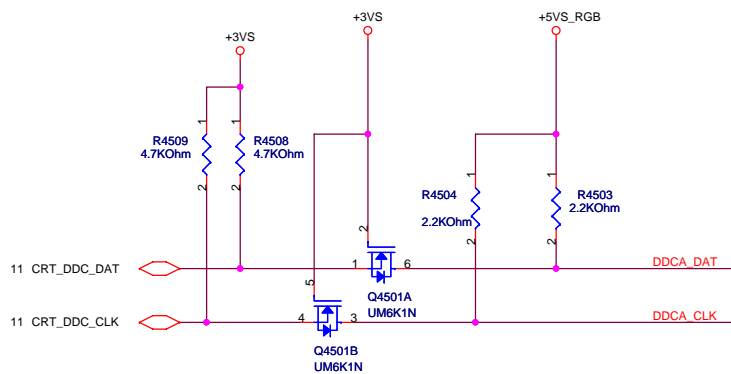 +3VS
+3VS
+5VS_RGB
1
1
R4509
4.7KOhm
R4508
4.7KOhm
2
2
1
1
R4504
2.2KOhm
R4503
2.2KOhm
2
2
2
11 CRT_DDC_DAT
1
6
DDCA_DAT
5
Q4501A
UM6K1N
11 CRT_DDC_CLK
4
3
DDCA_CLK
Q4501B
UM6K1N